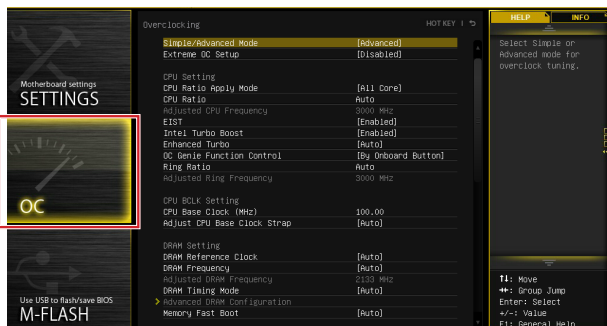 Overclocking
HOT KEY
HELP
INFO
Simple/Advanced Mode [Advanced]
Extreme OC Setup [Disabled]
CPU Setting
CPU Ratio Apply Mode [All Core]
CPU Ratio Auto
Adjusted CPU Frequency 3000 MHz
EIST [Enabled]
Intel Turbo Boost [Enabled]
Enhanced Turbo [Auto]
OC Genie Function Control [By Onboard Button]
Ring Ratio Auto
Adjusted Ring Frequency 3000 MHz
CPU BCLK Setting
CPU Base Clock (MHz) 100.00
Adjust CPU Base Clock Strap [Auto]
DRAM Setting
DRAM Reference Clock [Auto]
DRAM Frequency [Auto]
Adjusted DRAM Frequency 2133 MHz
DRAM Timing Mode [Auto]
Advanced DRAM Configuration
Memory Fast Boot [Auto]
Motherboard settings
SETTINGS
OC
Use USB to flash/save BIOS
M-FLASH
Select Simple or
Advanced mode for
overclock tuning.
↑↓: Move
→←: Group Jump
Enter: Select
+/-: Value
F1: General Help